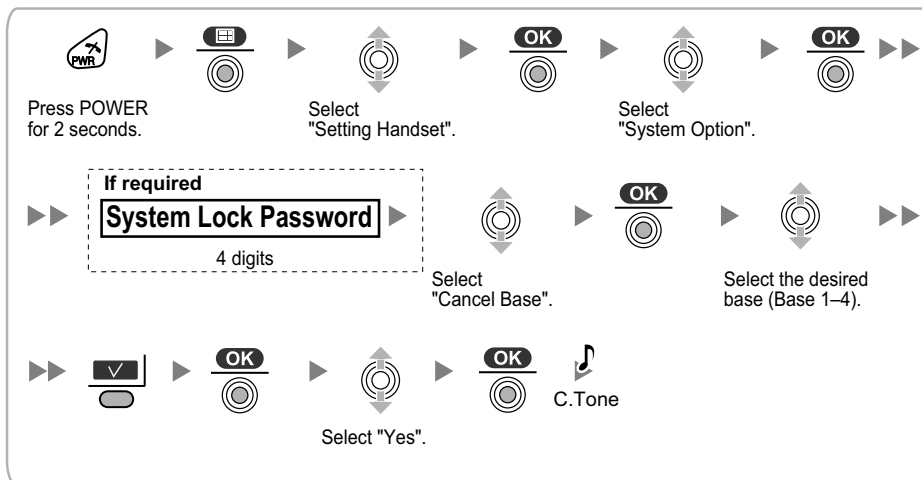 PWR
OK
OK
Press POWER
for 2 seconds.
Select
"Setting Handset".
Select
"System Option".
If required
System Lock Password
4 digits
OK
Select
"Cancel Base".
Select the desired
base (Base 1–4).
OK
OK
C.Tone
Select "Yes".